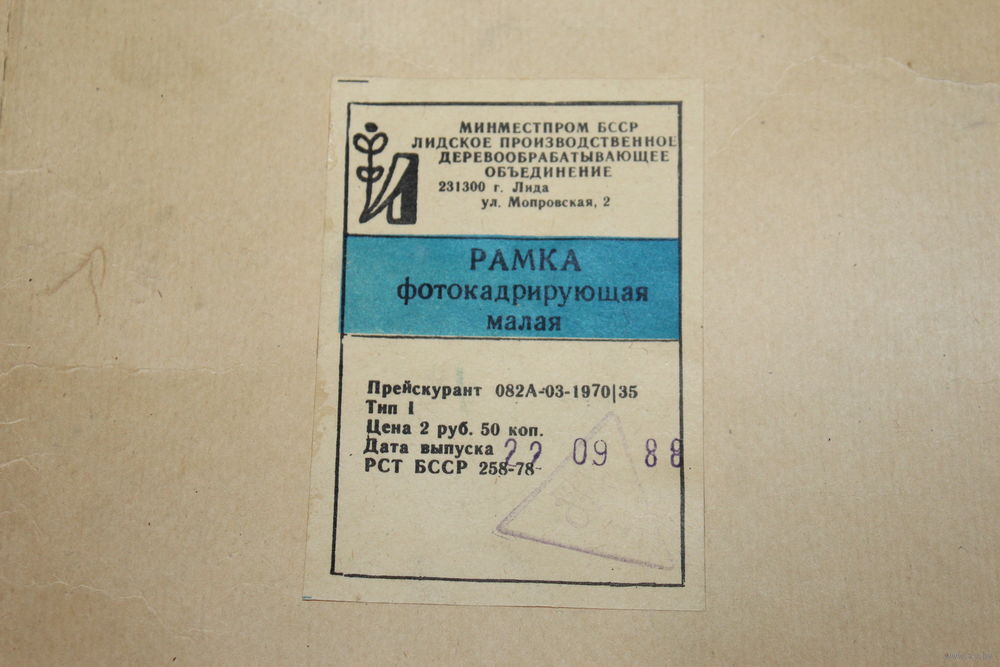 МИНМЕСТПРОМ БССР
ЛИДСКОЕ ПРОИЗВОДСТВЕННОЕ
ДЕРЕВООБРАБАТЫВАЮЩЕЕ
ОБЪЕДИНЕНИЕ
231300 г. Лида
ул. Мопровская, 2
РАМКА
фотокадрирующая
малая
Прейскурант 082А-03-1970|35
Тип I
Цена 2 руб. 50 коп.
Дата выпуска 22 09 88
РСТ БССР 258-78